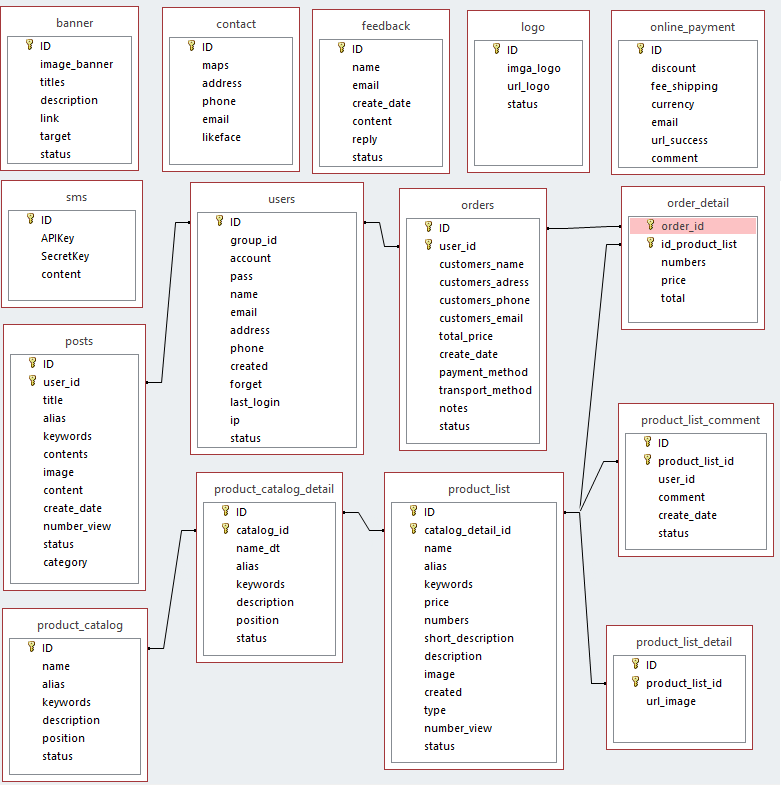 banner
ID
image_banner
titles
description
link
target
status
contact
ID
maps
address
phone
email
likeface
feedback
ID
name
email
create_date
content
reply
status
logo
ID
imga_logo
url_logo
status
online_payment
ID
discount
fee_shipping
currency
email
url_success
comment
sms
ID
APIKey
SecretKey
content
users
ID
group_id
account
pass
name
email
address
phone
created
forget
last_login
ip
status
orders
ID
user_id
customers_name
customers_adress
customers_phone
customers_email
total_price
create_date
payment_method
transport_method
notes
status
order_detail
order_id
id_product_list
numbers
price
total
posts
ID
user_id
title
alias
keywords
contents
image
content
create_date
number_view
status
category
product_catalog_detail
ID
catalog_id
name_dt
alias
keywords
description
position
status
product_list
ID
catalog_detail_id
name
alias
keywords
price
numbers
short_description
description
image
created
type
number_view
status
product_list_comment
ID
product_list_id
user_id
comment
create_date
status
product_catalog
ID
name
alias
keywords
description
position
status
product_list_detail
ID
product_list_id
url_image